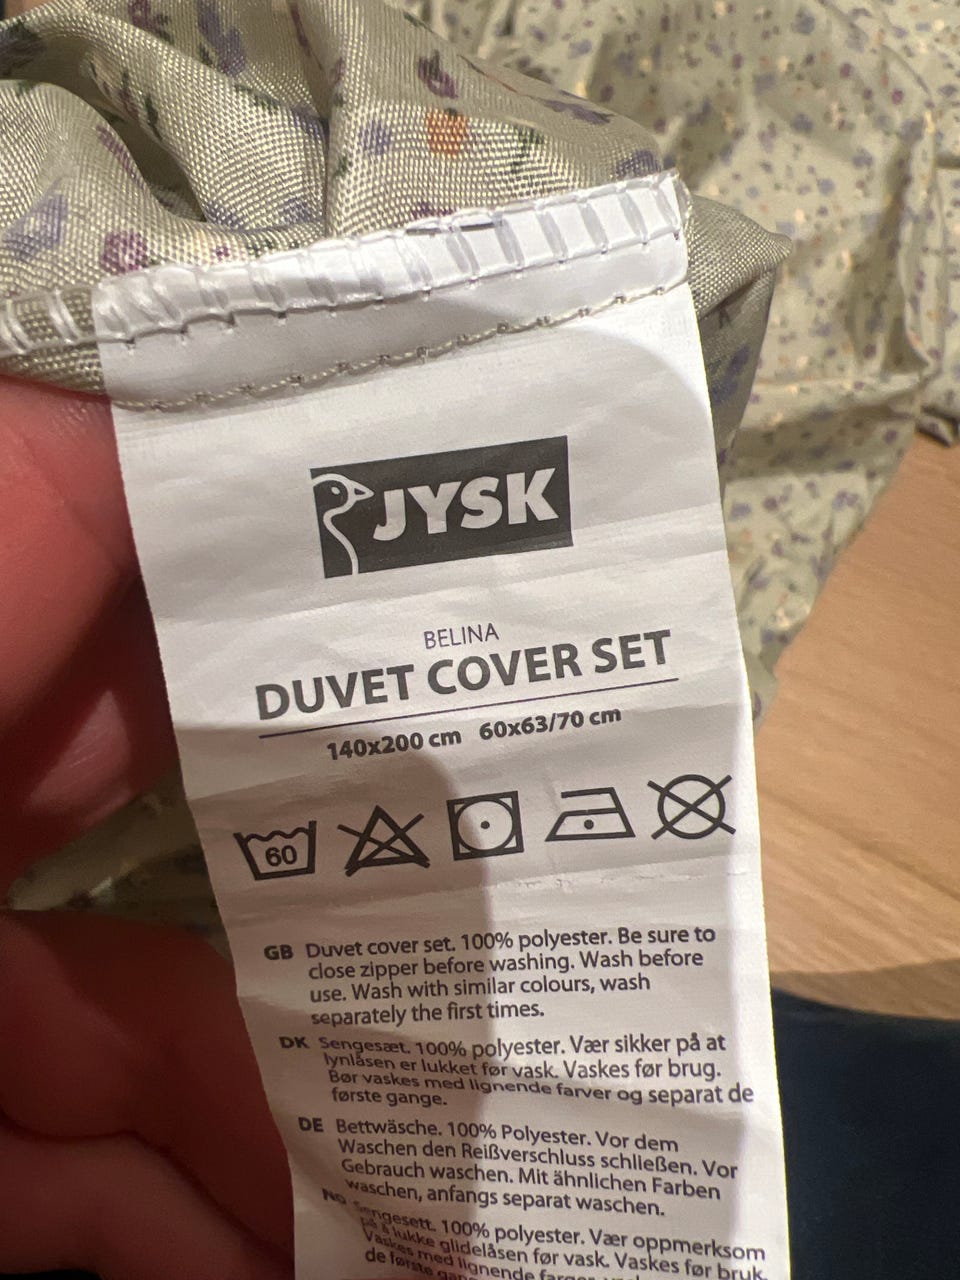 JYSK
BELINA
DUVET COVER SET
140x200 cm 60x63/70 cm
60
GB Duvet cover set. 100% polyester. Be sure to
close zipper before washing. Wash before
use. Wash with similar colours, wash
separately the first times.
DK Sengesæt. 100% polyester. Vær sikker på at
lynlåsen er lukket før vask. Vaskes før brug.
Bør vaskes med lignende farver og separat de
første gange.
DE Bettwäsche. 100% Polyester. Vor dem
Waschen den Reißverschluss schließen. Vor
Gebrauch waschen. Mit ähnlichen Farben
waschen, anfangs separat waschen.
NO Sengesett. 100% polyester. Vær oppmerksom
på å lukke glidelåsen før vask. Vaskes før bruk.
Vaskes med lignende
de første